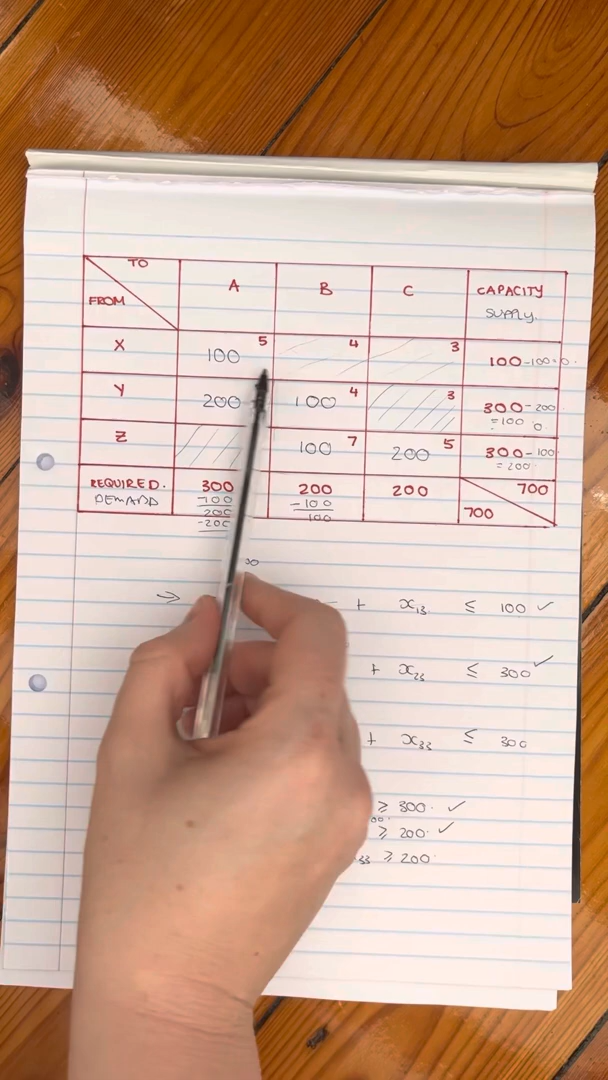 TO
FROM
A
B
C
CAPACITY
SUPPLY.
X
100
5
4
3
100-100=0.
Y
200
100
4
3
300-200
=100 0
Z
100
7
200
5
300-100
=200
REQUIRED.
DEMAND
300
-100
200
-200
200
-100
100
200
700
700
→ + x₁₃ ≤ 100 ✓
+ x₂₃ ≤ 300 ✓
+ x₃₃ ≤ 300
≥ 300. ✓
≥ 200. ✓
₃₃ ≥ 200.